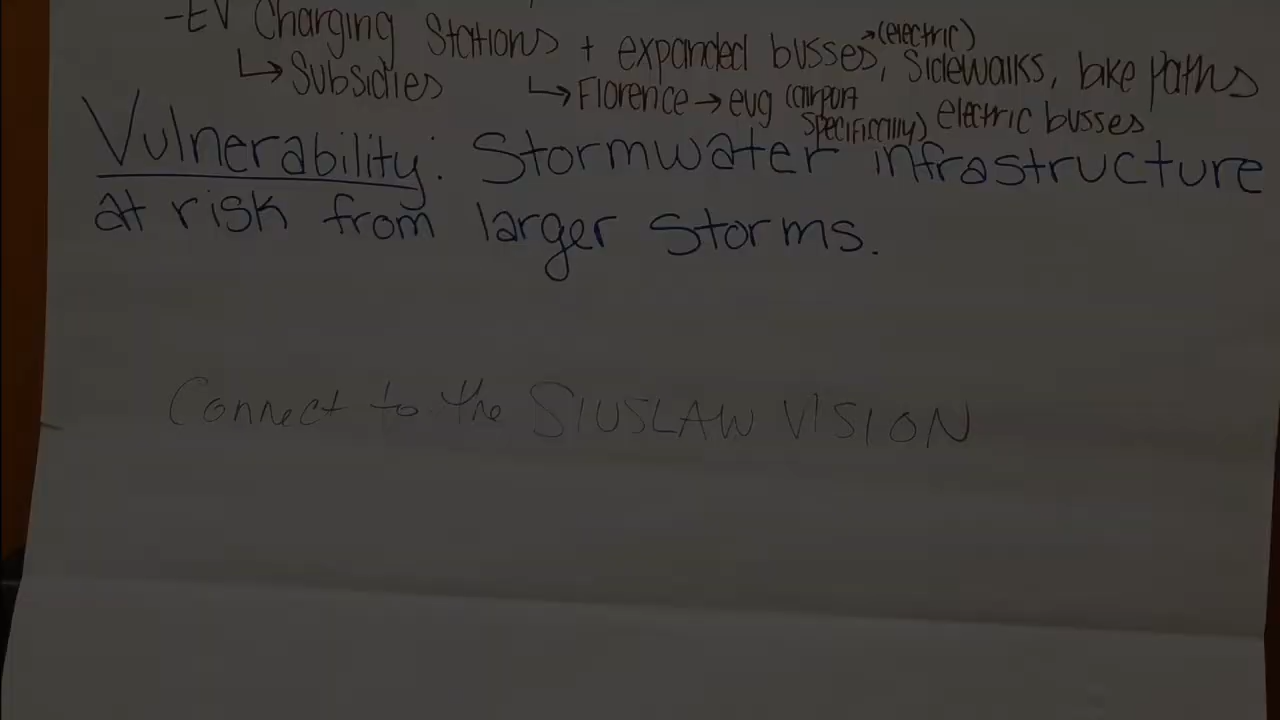 -EV Charging Stations + expanded busses, (electric) Sidewalks, bike paths
↳ Subsidies ↳ Florence → eug (airport specifically) electric busses
Vulnerability: Stormwater infrastructure
at risk from larger storms.
Connect to the SIUSLAW VISION